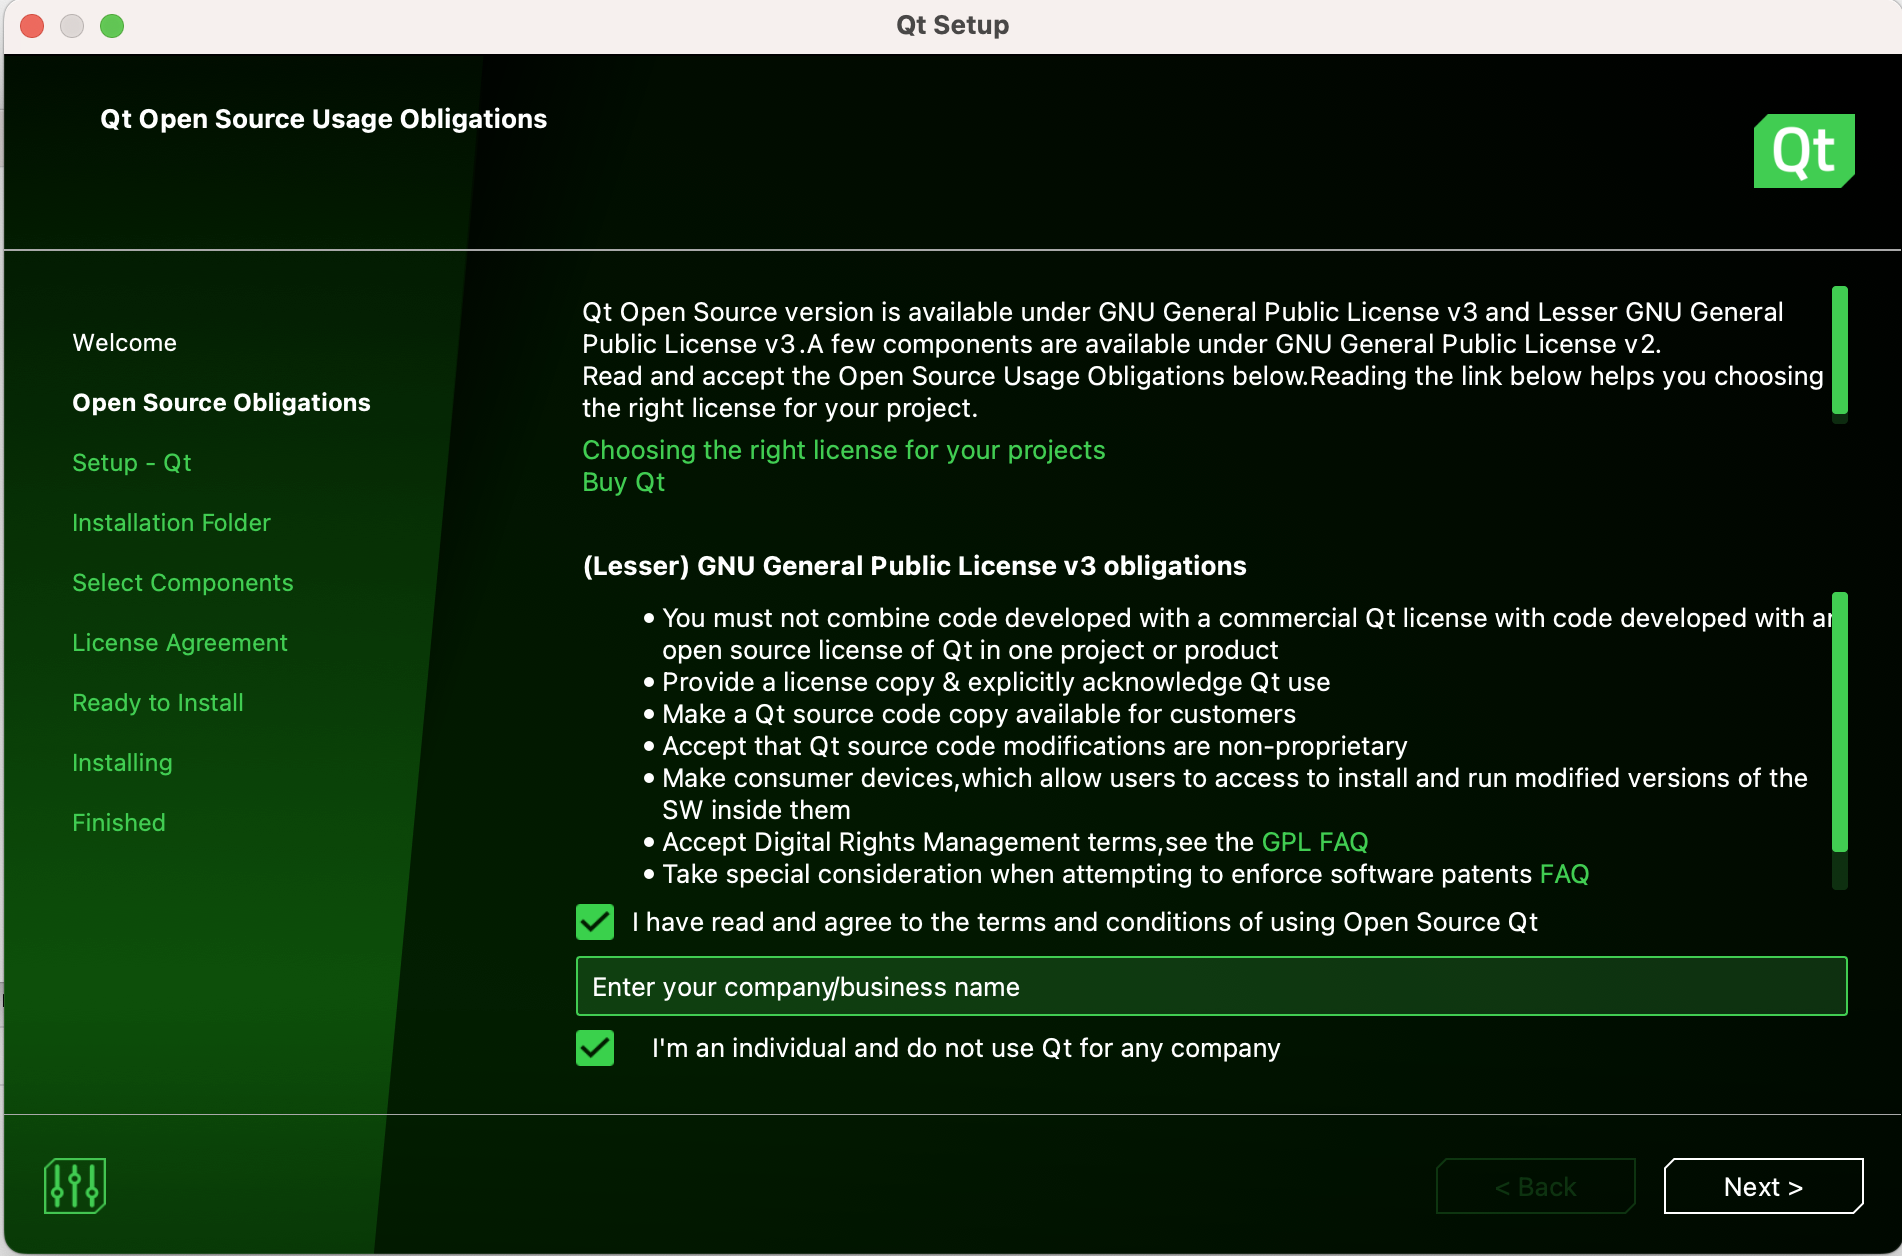 Qt Setup
Qt Open Source Usage Obligations
Qt
Welcome
Open Source Obligations
Setup - Qt
Installation Folder
Select Components
License Agreement
Ready to Install
Installing
Finished
Qt Open Source version is available under GNU General Public License v3 and Lesser GNU General
Public License v3.A few components are available under GNU General Public License v2.
Read and accept the Open Source Usage Obligations below.Reading the link below helps you choosing
the right license for your project.
Choosing the right license for your projects
Buy Qt
(Lesser) GNU General Public License v3 obligations
• You must not combine code developed with a commercial Qt license with code developed with
open source license of Qt in one project or product
• Provide a license copy & explicitly acknowledge Qt use
• Make a Qt source code copy available for customers
• Accept that Qt source code modifications are non-proprietary
• Make consumer devices,which allow users to access to install and run modified versions of the
SW inside them
• Accept Digital Rights Management terms,see the GPL FAQ
• Take special consideration when attempting to enforce software patents FAQ
I have read and agree to the terms and conditions of using Open Source Qt
Enter your company/business name
I'm an individual and do not use Qt for any company
< Back
Next >